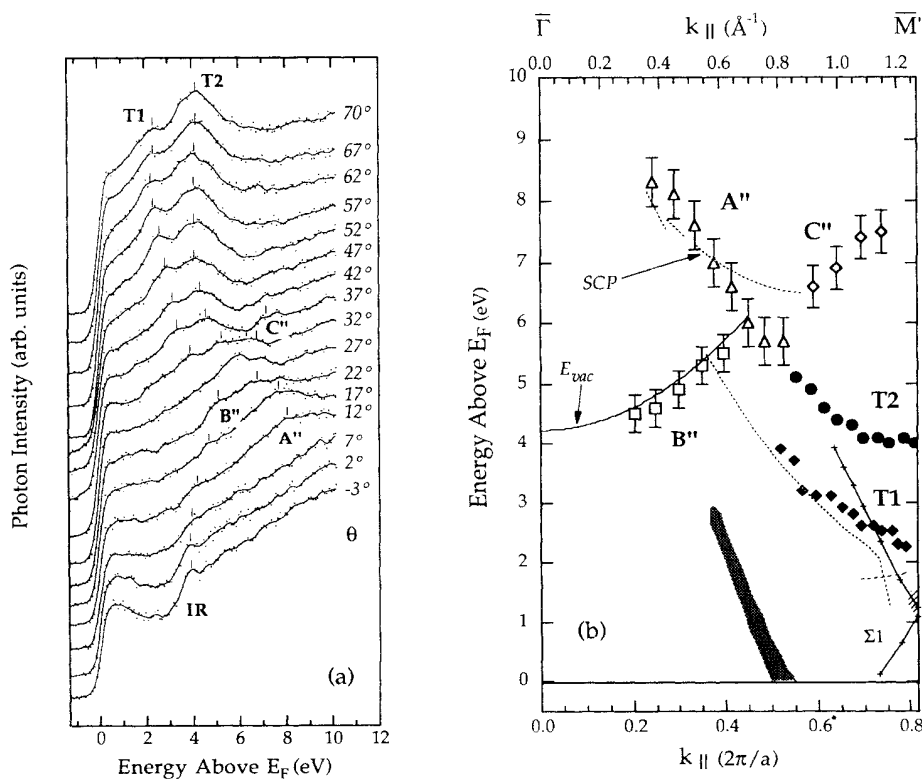 T1
T2
70°
67°
62°
57°
52°
47°
42°
37°
32°
27°
22°
17°
12°
7°
2°
-3°
C"
B"
A"
θ
IR
(a)
Photon Intensity (arb. units)
0 2 4 6 8 10 12
Energy Above E_F (eV)
Γ̅ k || (Å⁻¹) M̅'
0.0 0.2 0.4 0.6 0.8 1.0 1.2
10
9
8
7
6
5
4
3
2
1
0
Energy Above E_F (eV)
A"
C"
SCP
E_vac
B"
T2
T1
Σ1
(b)
0.0 0.2 0.4 0.6 0.8
k || (2π/a)